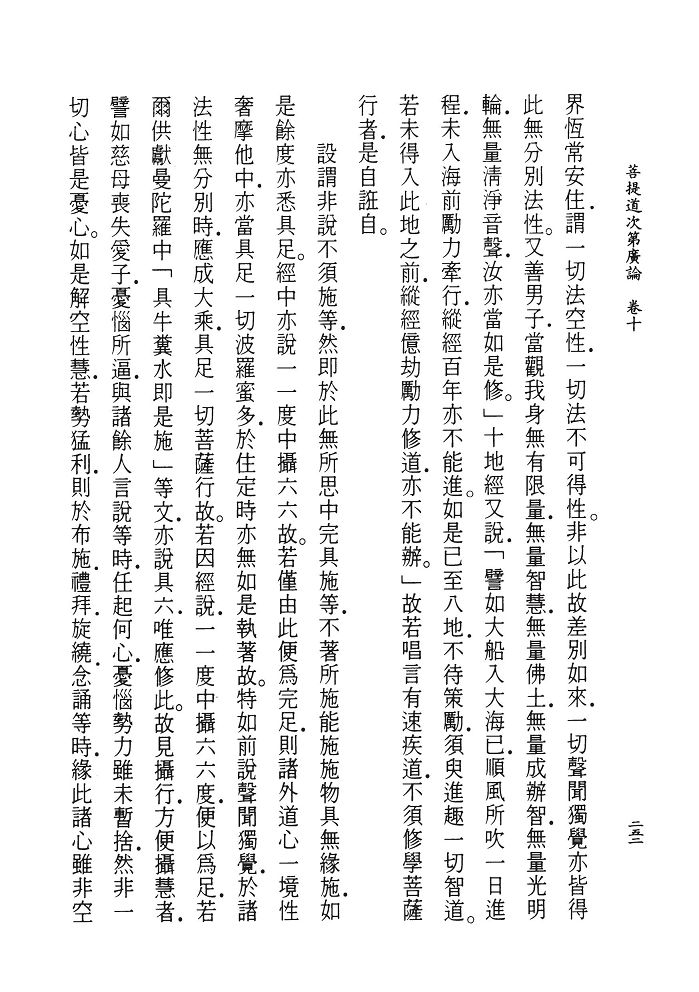 菩提道次第廣論　卷十
二五二
界恆常安住．謂一切法空性．一切法不可得性。非以此故差別如來．一切聲聞獨覺亦皆得
此無分別法性。又善男子．當觀我身無有限量．無量智慧．無量佛土．無量成辦智．無量光明
輪．無量清淨音聲．汝亦當如是修。」十地經又說．「譬如大船入大海已．順風所吹一日進
程．未入海前勵力牽行．縱經百年亦不能進。如是已至八地．不待策勵．須臾進趣一切智道。
若未得入此地之前．縱經億劫勵力修道．亦不能辦。」故若唱言有速疾道．不須修學菩薩
行者．是自誑自。
設謂非說不須施等．然即於此無所思中完具施等．不著所施能施施物具無緣施．如
是餘度亦悉具足。經中亦說一一度中攝六六故。若僅由此便爲完足．則諸外道心一境性
奢摩他中．亦當具足一切波羅蜜多．於住定時亦無如是執著故。特如前說聲聞獨覺．於諸
法性無分別時．應成大乘．具足一切菩薩行故。若因經說．一一度中攝六六度．便以爲足．若
爾供獻曼陀羅中「具牛糞水即是施」等文．亦說具六．唯應修此。故見攝行．方便攝慧者．
譬如慈母喪失愛子．憂惱所逼．與諸餘人言說等時．任起何心．憂惱勢力雖未暫捨．然非一
切心皆是憂心。如是解空性慧．若勢猛利．則於布施．禮拜．旋繞．念誦等時．緣此諸心雖非空